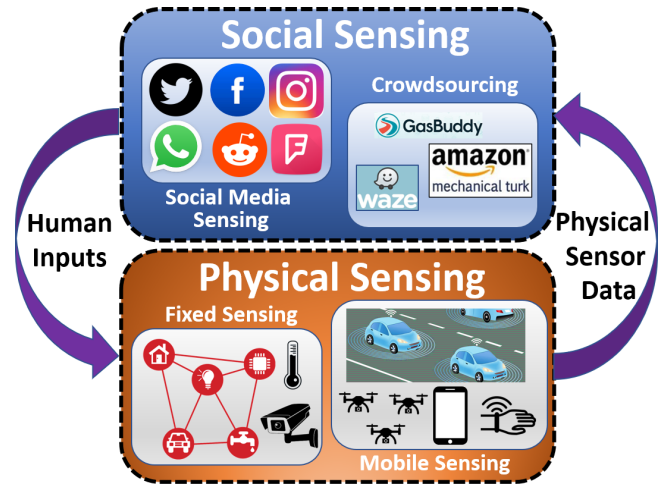 Social Sensing
Crowdsourcing
GasBuddy
amazon
mechanical turk
waze
Social Media
Sensing
Human
Inputs
Physical
Sensor
Data
Physical Sensing
Fixed Sensing
Mobile Sensing